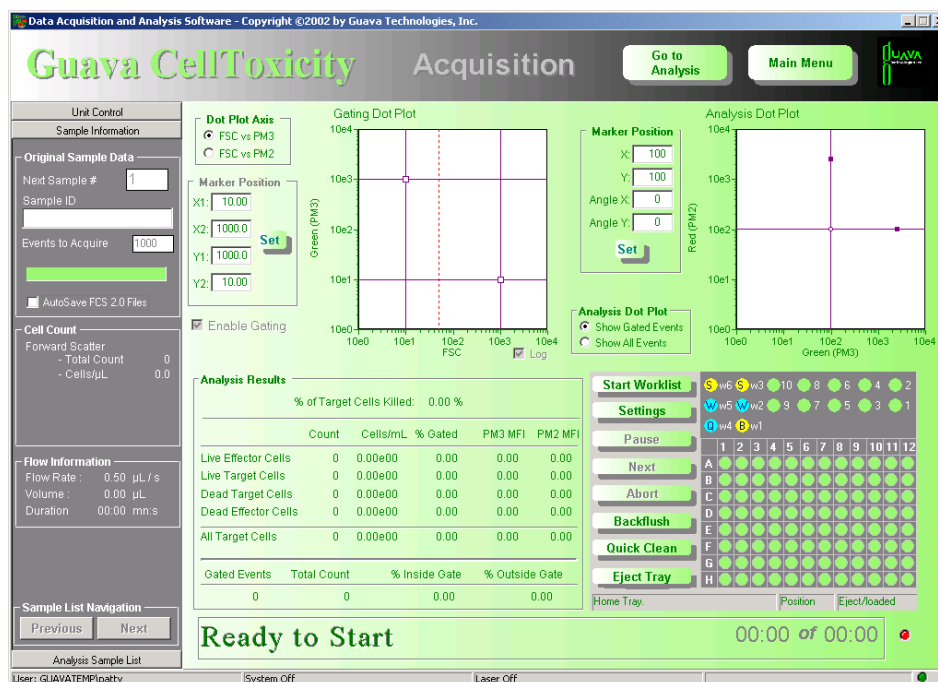 Data Acquisition and Analysis Software - Copyright ©2002 by Guava Technologies, Inc.
Guava CellToxicity
Acquisition
Go to
Analysis
Main Menu
GUAVA
Unit Control
Sample Information
Original Sample Data
Next Sample # 1
Sample ID
Events to Acquire 1000
AutoSave FCS 2.0 Files
Cell Count
Forward Scatter
- Total Count 0
- Cells/µL 0.0
Flow Information
Flow Rate : 0.50 µL / s
Volume : 0.00 µL
Duration 00:00 mn:s
Sample List Navigation
Previous Next
Analysis Sample List
Dot Plot Axis
FSC vs PM3
FSC vs PM2
Marker Position
X1: 10.00
X2: 1000.0
Set
Y1: 1000.0
Y2: 10.00
Enable Gating
Gating Dot Plot
10e4
10e3
10e2
10e1
10e0
Green (PM3)
10e0 10e1 10e2 10e3 10e4
FSC
Log
Marker Position
X: 100
Y: 100
Angle X: 0
Angle Y: 0
Set
Analysis Dot Plot
Show Gated Events
Show All Events
Analysis Dot Plot
10e4
10e3
10e2
10e1
10e0
Red (PM2)
10e0 10e1 10e2 10e3 10e4
Green (PM3)
Analysis Results
% of Target Cells Killed: 0.00 %
Count Cells/mL % Gated PM3 MFI PM2 MFI
Live Effector Cells 0 0.00e00 0.00 0.00 0.00
Live Target Cells 0 0.00e00 0.00 0.00 0.00
Dead Target Cells 0 0.00e00 0.00 0.00 0.00
Dead Effector Cells 0 0.00e00 0.00 0.00 0.00
All Target Cells 0 0.00e00 0.00 0.00 0.00
Gated Events Total Count % Inside Gate % Outside Gate
0 0 0.00 0.00
Start Worklist
Settings
Pause
Next
Abort
Backflush
Quick Clean
Eject Tray
S w6 S w3 10 8 6 4 2
W w5 W w2 9 7 5 3 1
Q w4 B w1
1 2 3 4 5 6 7 8 9 10 11 12
A
B
C
D
E
F
G
H
Home Tray. Position Eject/loaded
Ready to Start
00:00 of 00:00
User: GUAVATEMP\patty System Off Laser Off